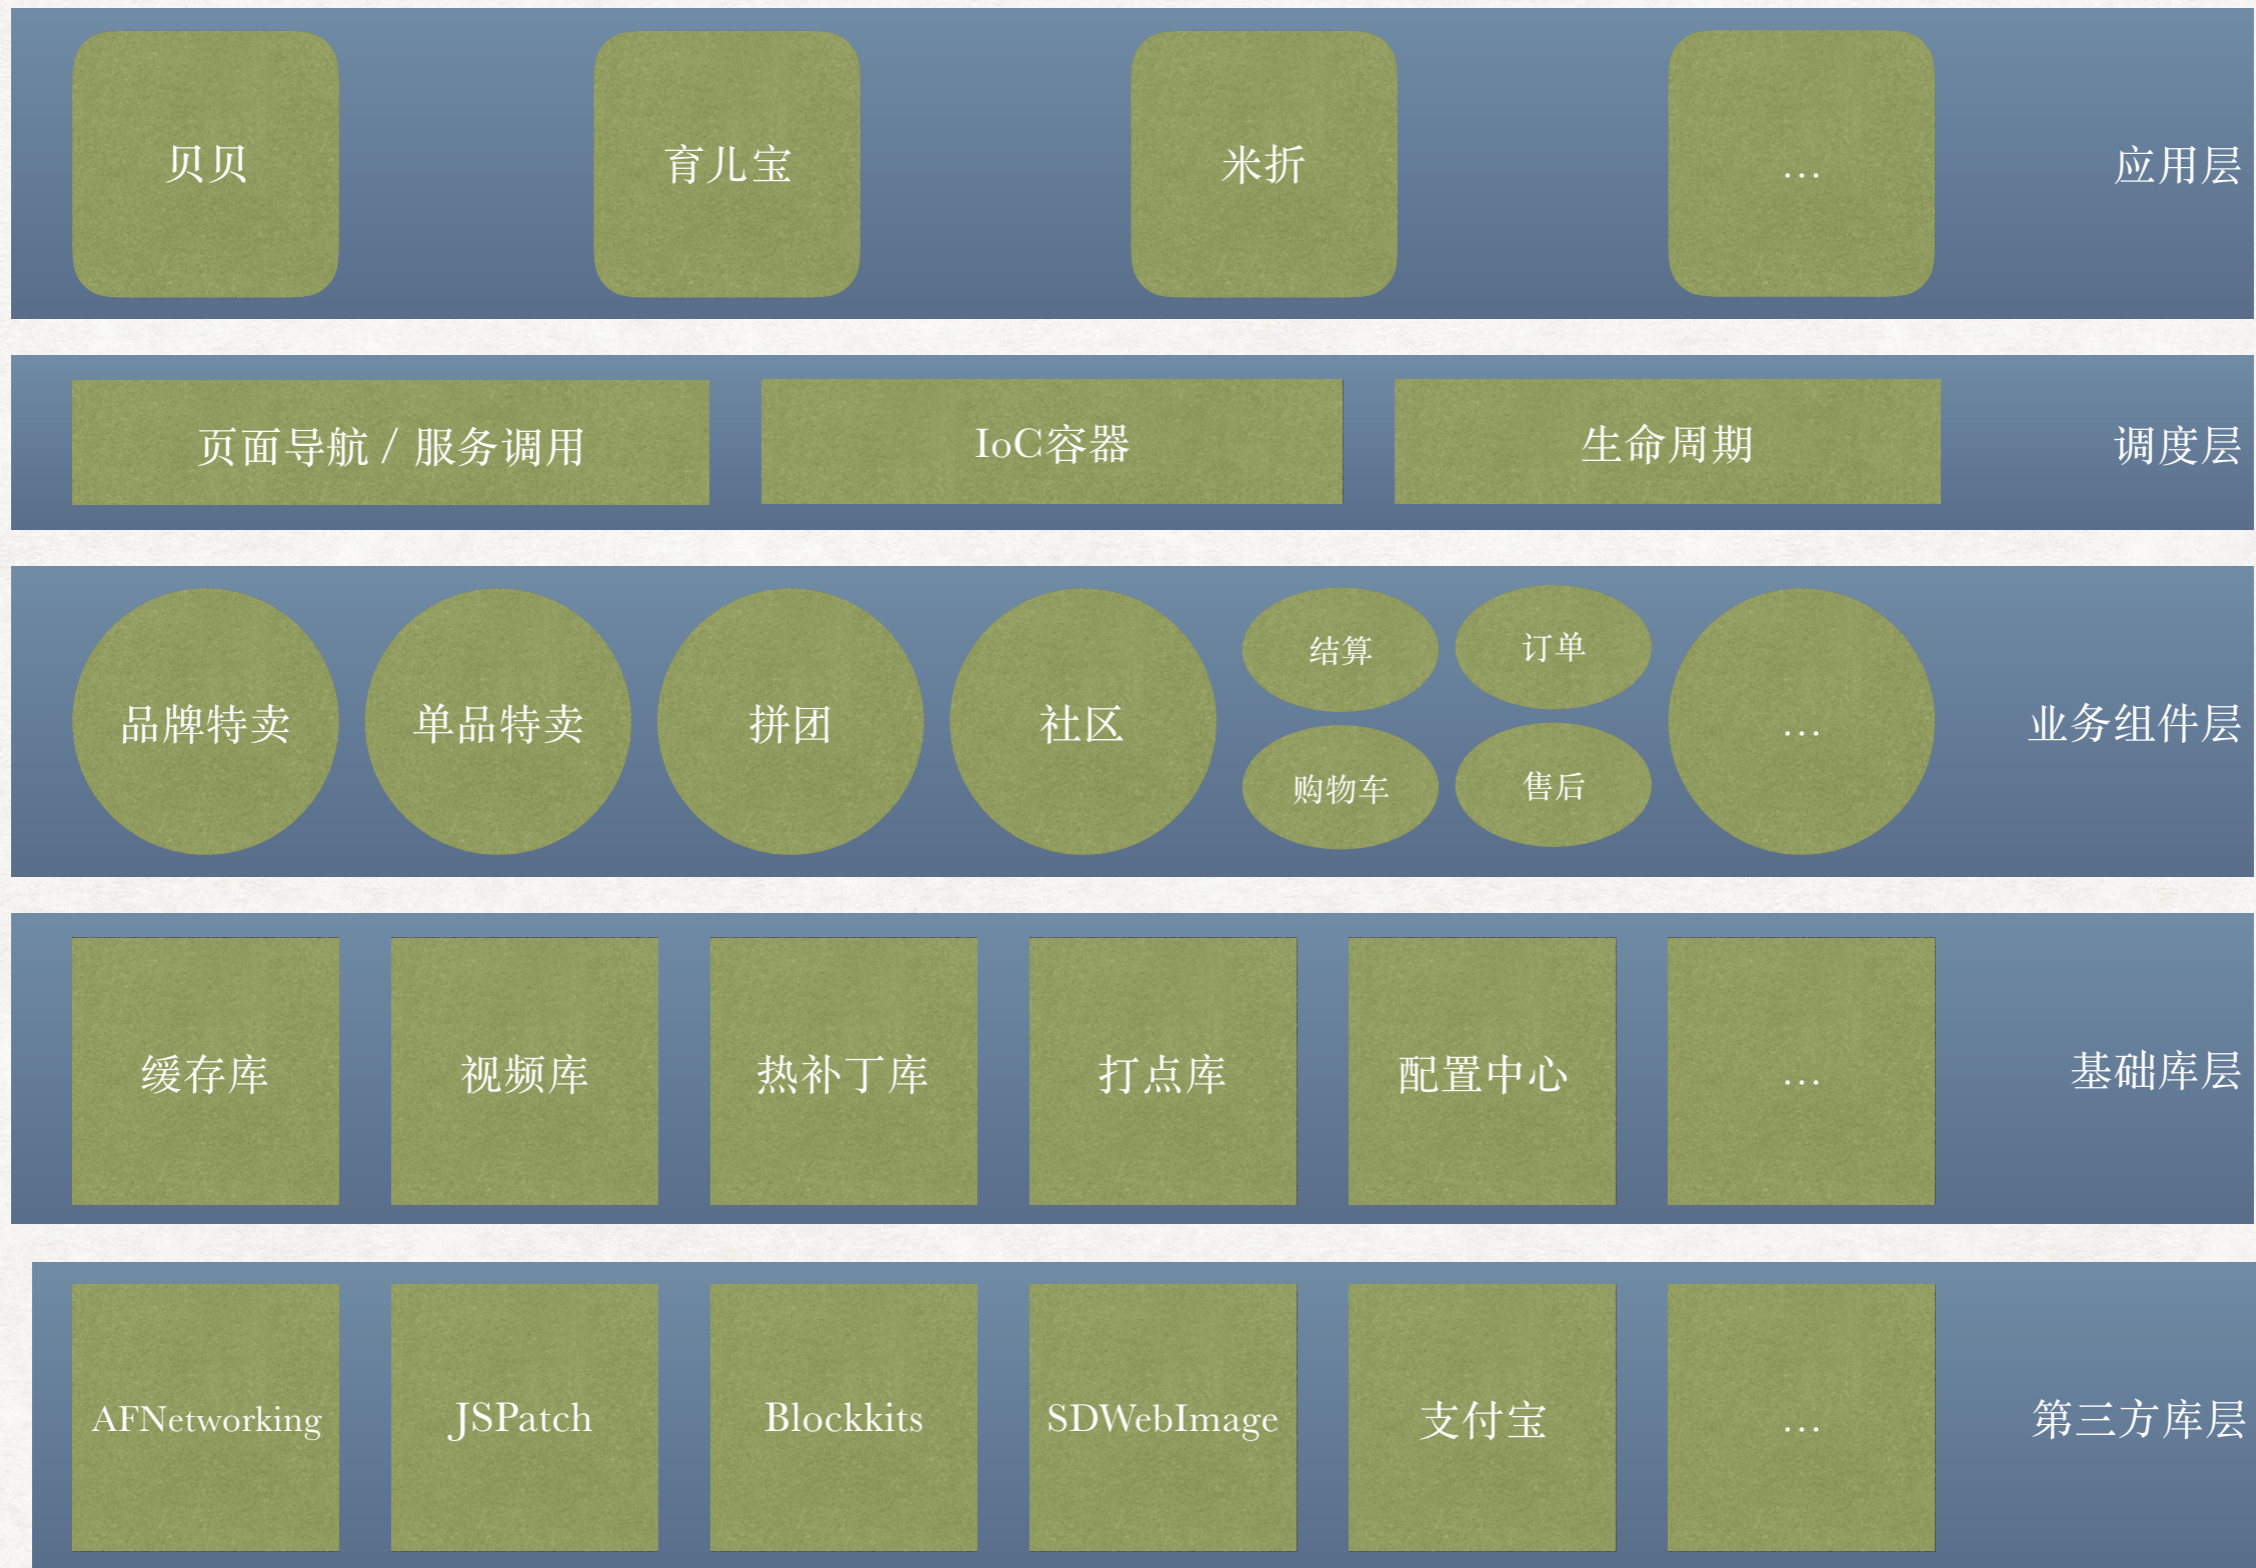 贝贝
育儿宝
米折
...
应用层
页面导航 / 服务调用
IoC容器
生命周期
调度层
品牌特卖
单品特卖
拼团
社区
结算
订单
购物车
售后
...
业务组件层
缓存库
视频库
热补丁库
打点库
配置中心
...
基础库层
AFNetworking
JSPatch
Blockkits
SDWebImage
支付宝
...
第三方库层